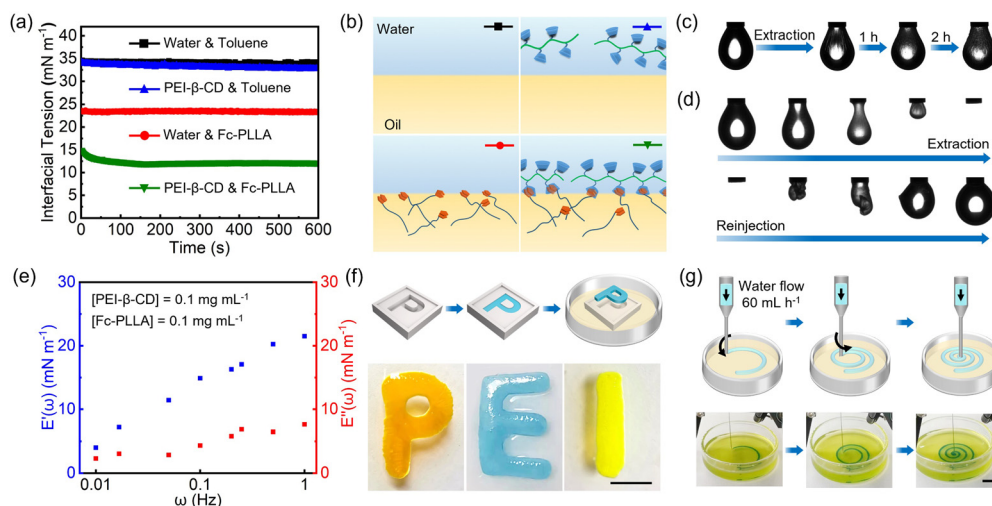 (a)
Interfacial Tension (mN m⁻¹)
45
40
35
30
25
20
15
10
5
0
Water & Toluene
PEI-β-CD & Toluene
Water & Fc-PLLA
PEI-β-CD & Fc-PLLA
0 100 200 300 400 500 600
Time (s)
(b)
Water
Oil
(c)
Extraction
1 h
2 h
(d)
Extraction
Reinjection
(e)
E'(ω) (mN m⁻¹)
30
20
10
0
[PEI-β-CD] = 0.1 mg mL⁻¹
[Fc-PLLA] = 0.1 mg mL⁻¹
30
20
10
0
E''(ω) (mN m⁻¹)
0.01 0.1 1
ω (Hz)
(f)
P
P
P
P E I
(g)
Water flow
60 mL h⁻¹